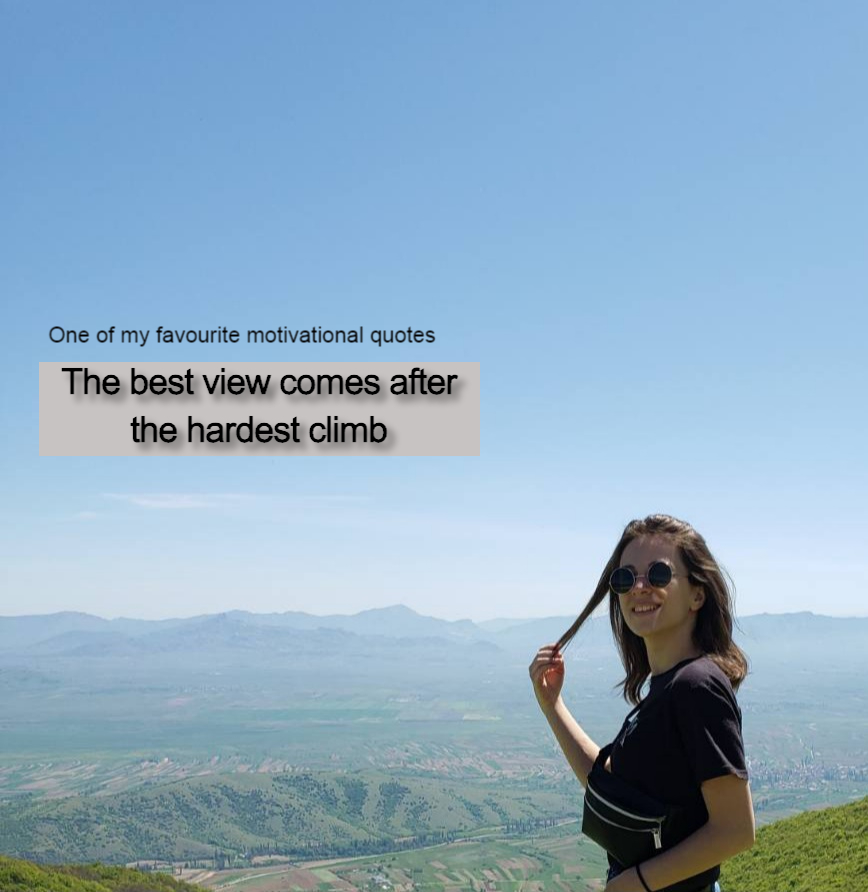 One of my favourite motivational quotes
The best view comes after
the hardest climb